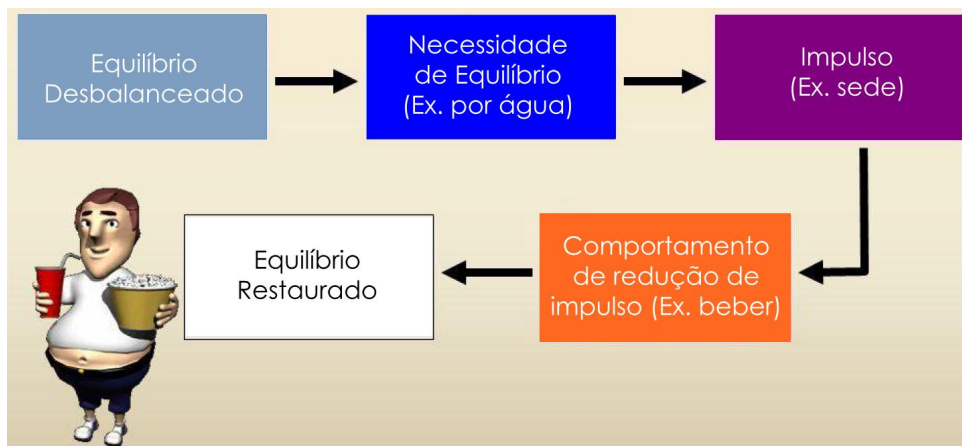 Equilíbrio
Desbalanceado
Necessidade
de Equilíbrio
(Ex. por água)
Impulso
(Ex. sede)
Comportamento
de redução de
impulso (Ex. beber)
Equilíbrio
Restaurado